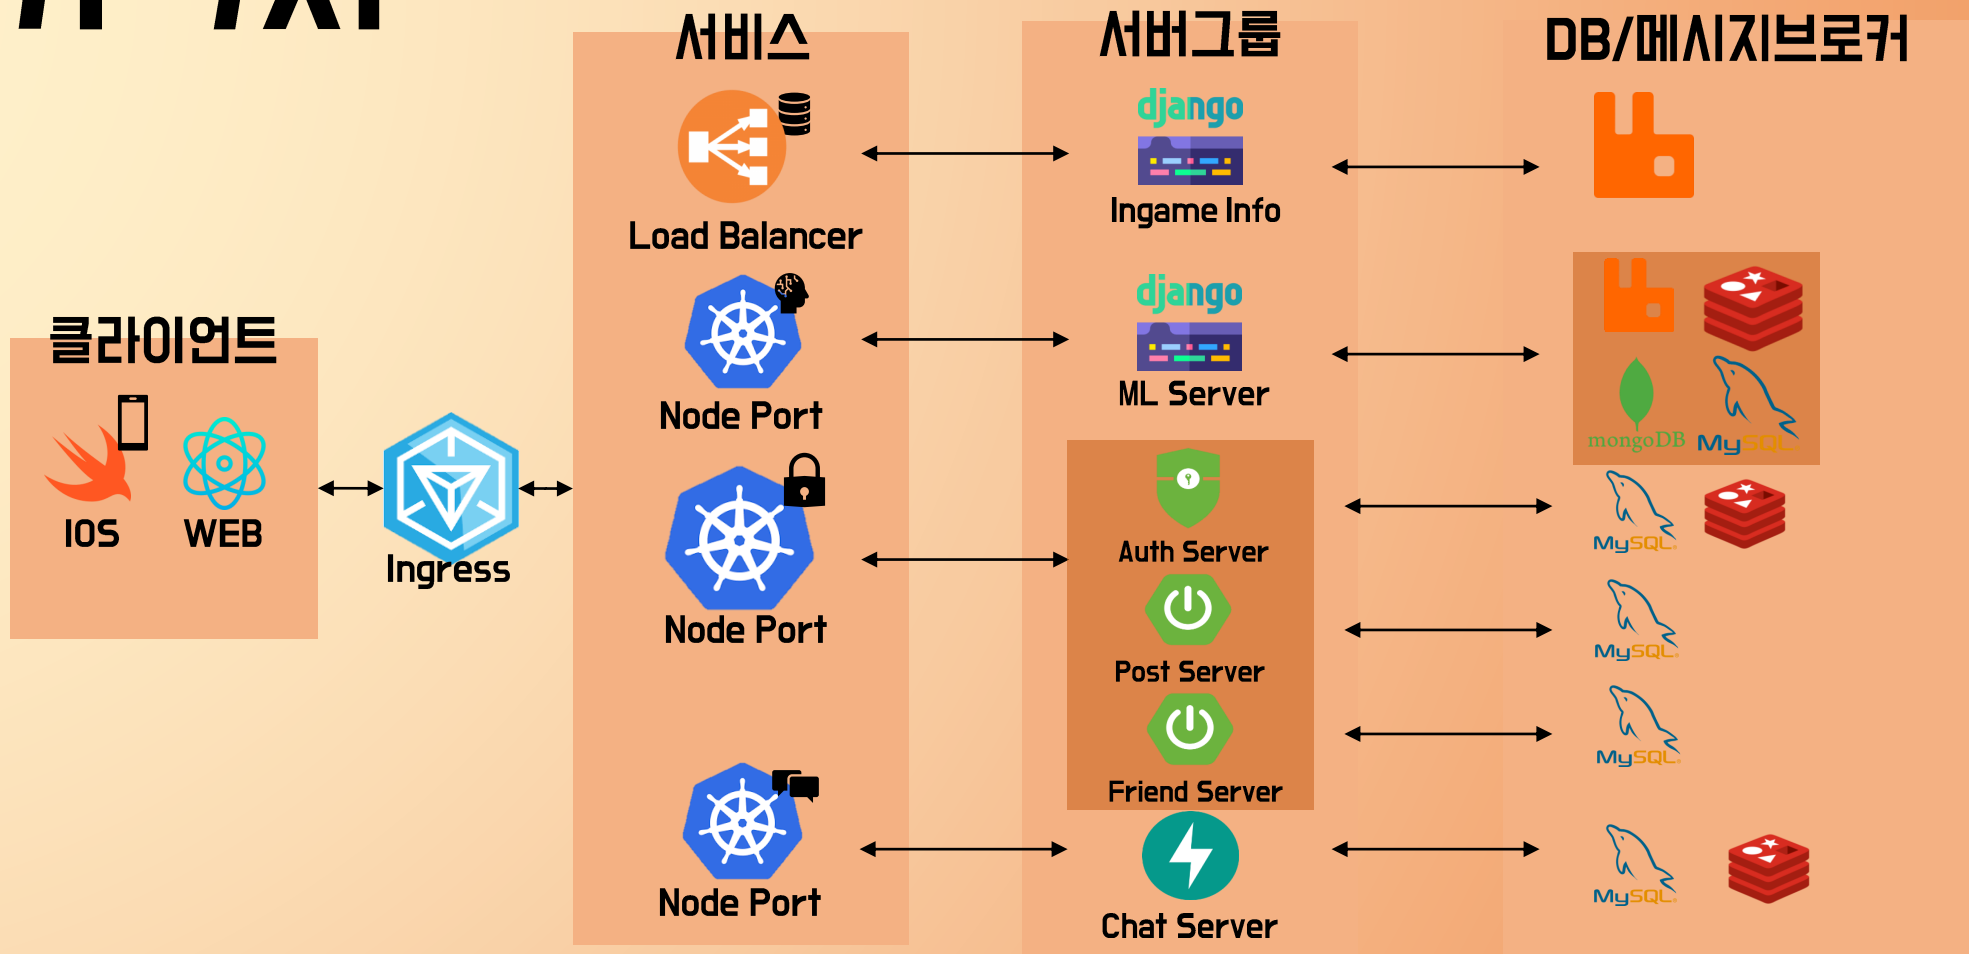 서비스
서버그룹
DB/메시지브로커
django
Ingame Info
Load Balancer
django
ML Server
Node Port
mongoDB
MySQL
클라이언트
IOS
WEB
Ingress
Auth Server
MySQL
Node Port
Post Server
MySQL
Friend Server
MySQL
Node Port
Chat Server
MySQL